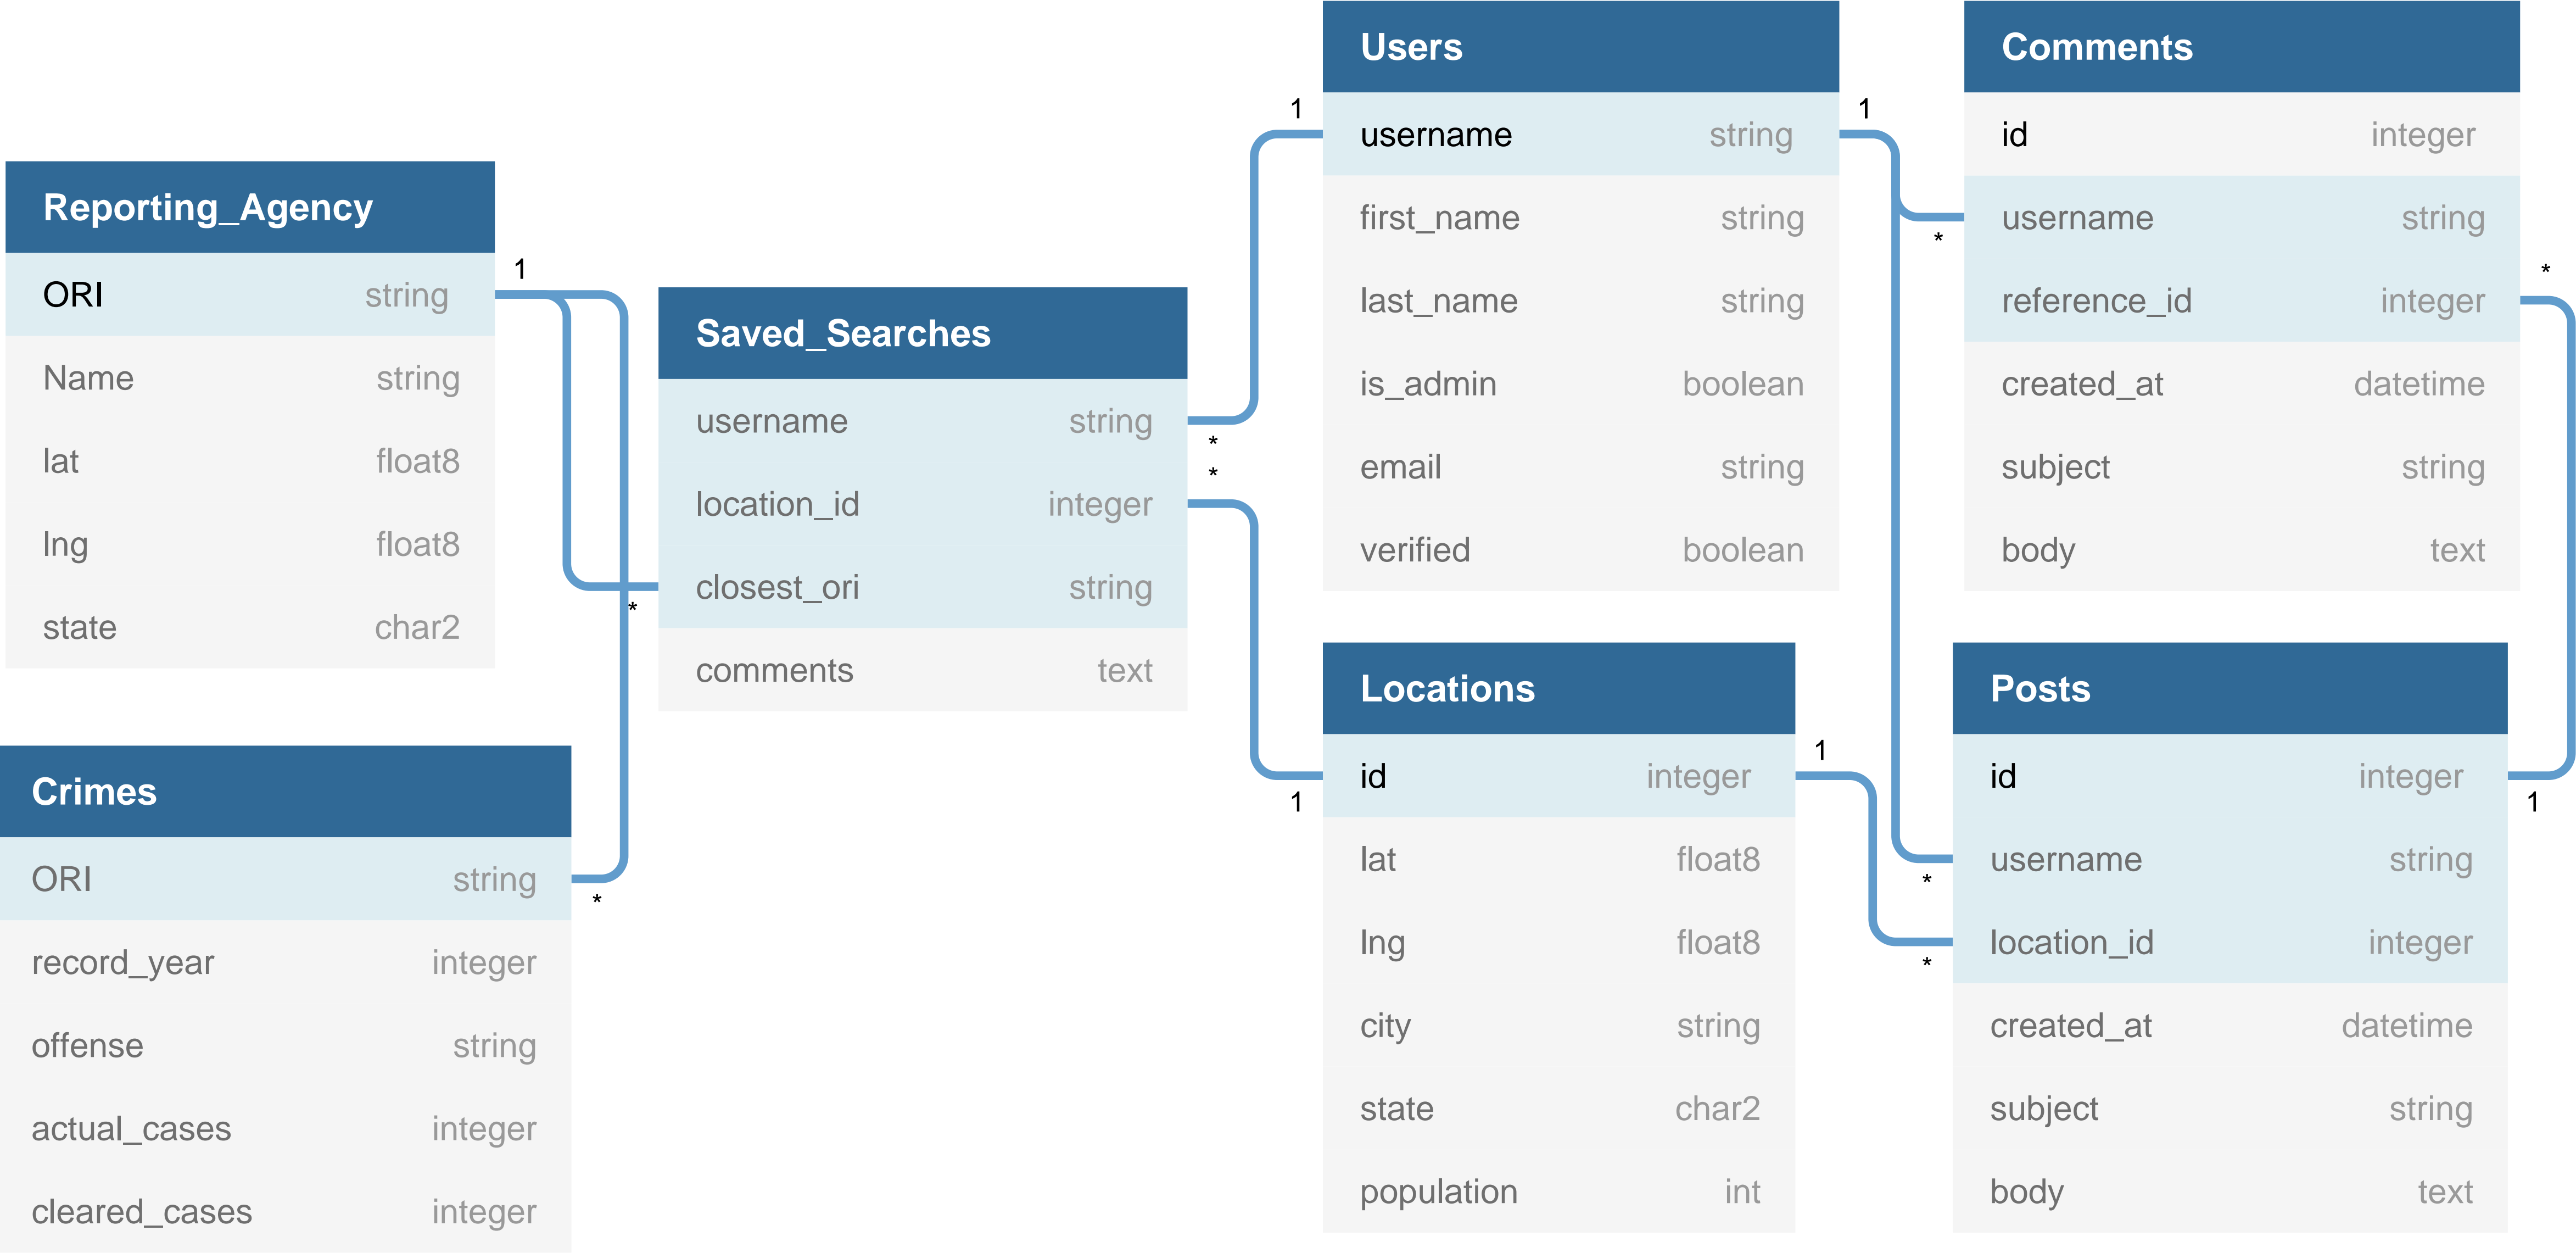 Reporting_Agency
ORI string
Name string
lat float8
lng float8
state char2
1
*
Crimes
ORI string
record_year integer
offense string
actual_cases integer
cleared_cases integer
*
Saved_Searches
username string
location_id integer
closest_ori string
comments text
*
*
1
1
Users
username string
first_name string
last_name string
is_admin boolean
email string
verified boolean
1
Locations
id integer
lat float8
lng float8
city string
state char2
population int
1
Comments
id integer
username string
reference_id integer
created_at datetime
subject string
body text
*
*
Posts
id integer
username string
location_id integer
created_at datetime
subject string
body text
1
*
*